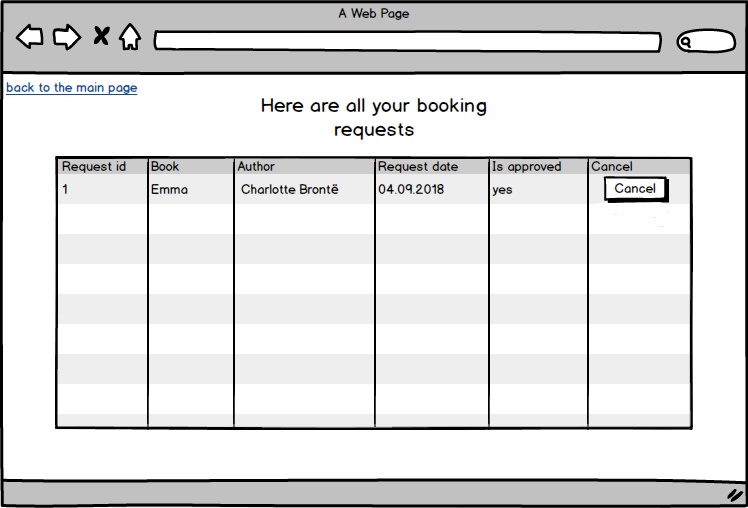 A Web Page
back to the main page
Here are all your booking
requests
Request id Book Author Request date Is approved Cancel
1 Emma Charlotte Brontë 04.09.2018 yes Cancel